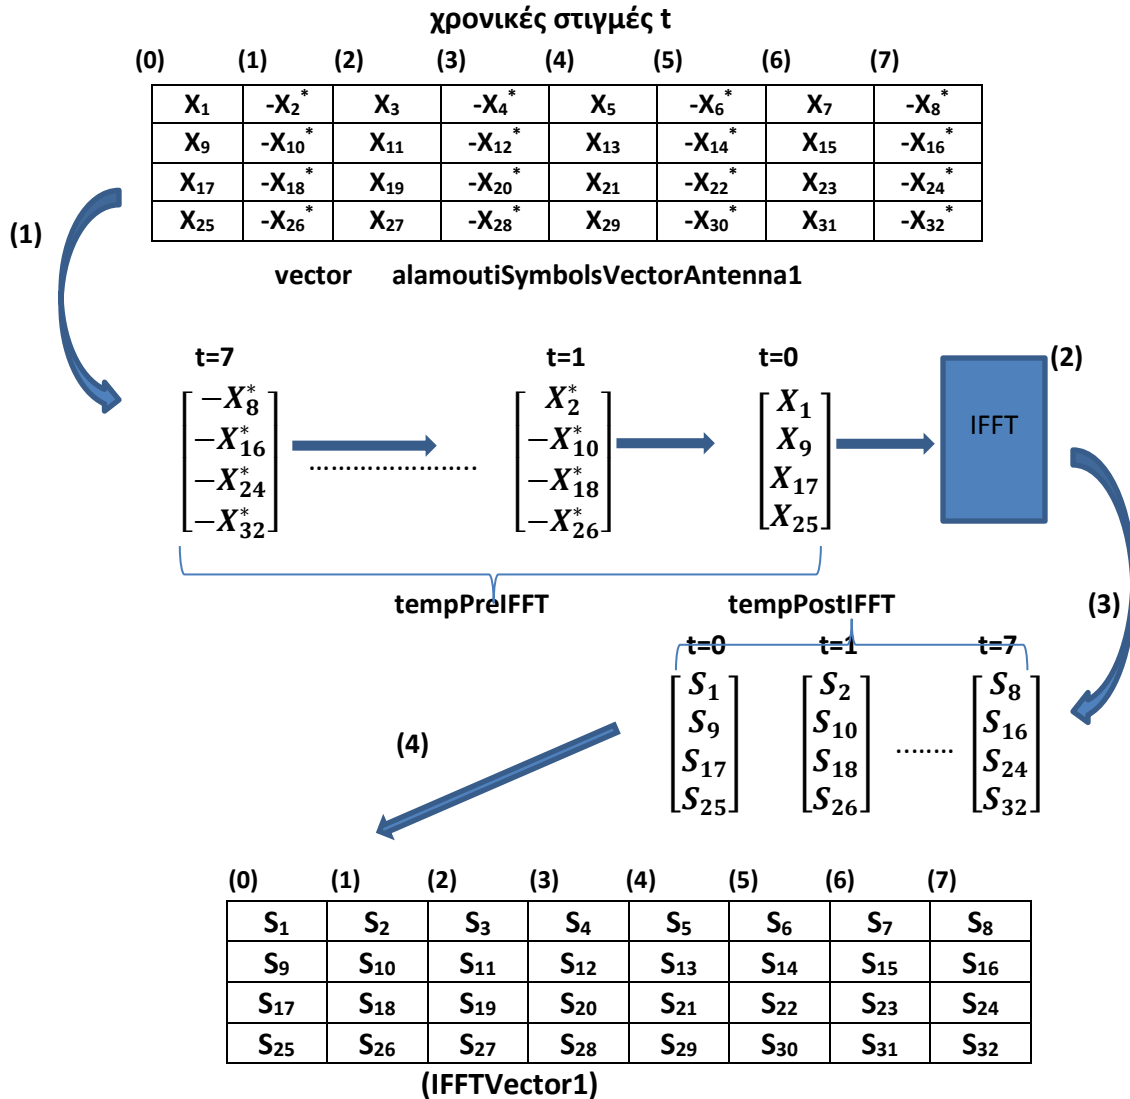 χρονικές στιγμές t
(0) (1) (2) (3) (4) (5) (6) (7)
X₁ -X₂* X₃ -X₄* X₅ -X₆* X₇ -X₈*
X₉ -X₁₀* X₁₁ -X₁₂* X₁₃ -X₁₄* X₁₅ -X₁₆*
X₁₇ -X₁₈* X₁₉ -X₂₀* X₂₁ -X₂₂* X₂₃ -X₂₄*
X₂₅ -X₂₆* X₂₇ -X₂₈* X₂₉ -X₃₀* X₃₁ -X₃₂*
(1)
vector alamoutiSymbolsVectorAntenna1
t=7 t=1 t=0 (2)
−X₈* X₂* X₁
−X₁₆* −X₁₀* X₉ IFFT
−X₂₄* −X₁₈* X₁₇
−X₃₂* −X₂₆* X₂₅
……………………..
tempPreIFFT tempPostIFFT (3)
t=0 t=1 t=7
S₁ S₂ S₈
S₉ S₁₀ S₁₆
S₁₇ S₁₈ ……… S₂₄
S₂₅ S₂₆ S₃₂
(4)
(0) (1) (2) (3) (4) (5) (6) (7)
S₁ S₂ S₃ S₄ S₅ S₆ S₇ S₈
S₉ S₁₀ S₁₁ S₁₂ S₁₃ S₁₄ S₁₅ S₁₆
S₁₇ S₁₈ S₁₉ S₂₀ S₂₁ S₂₂ S₂₃ S₂₄
S₂₅ S₂₆ S₂₇ S₂₈ S₂₉ S₃₀ S₃₁ S₃₂
(IFFTVector1)